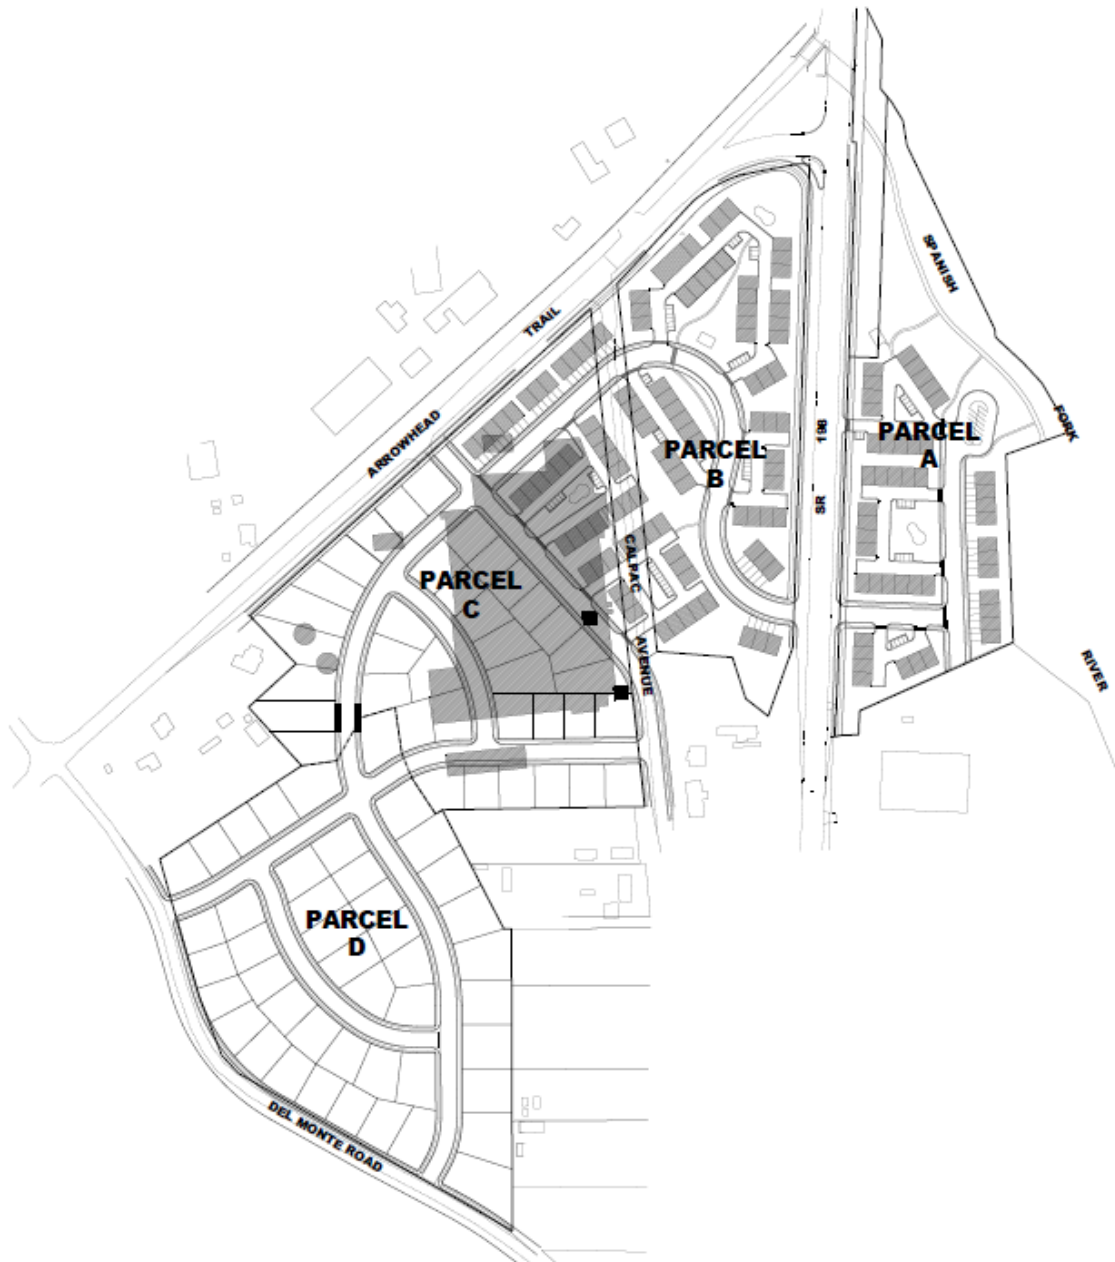 SPANISH
TRAIL
ARROWHEAD
FORK
198
SR
PARCEL
A
PARCEL
B
CALPAC
PARCEL
C
AVENUE
RIVER
PARCEL
D
DEL MONTE ROAD